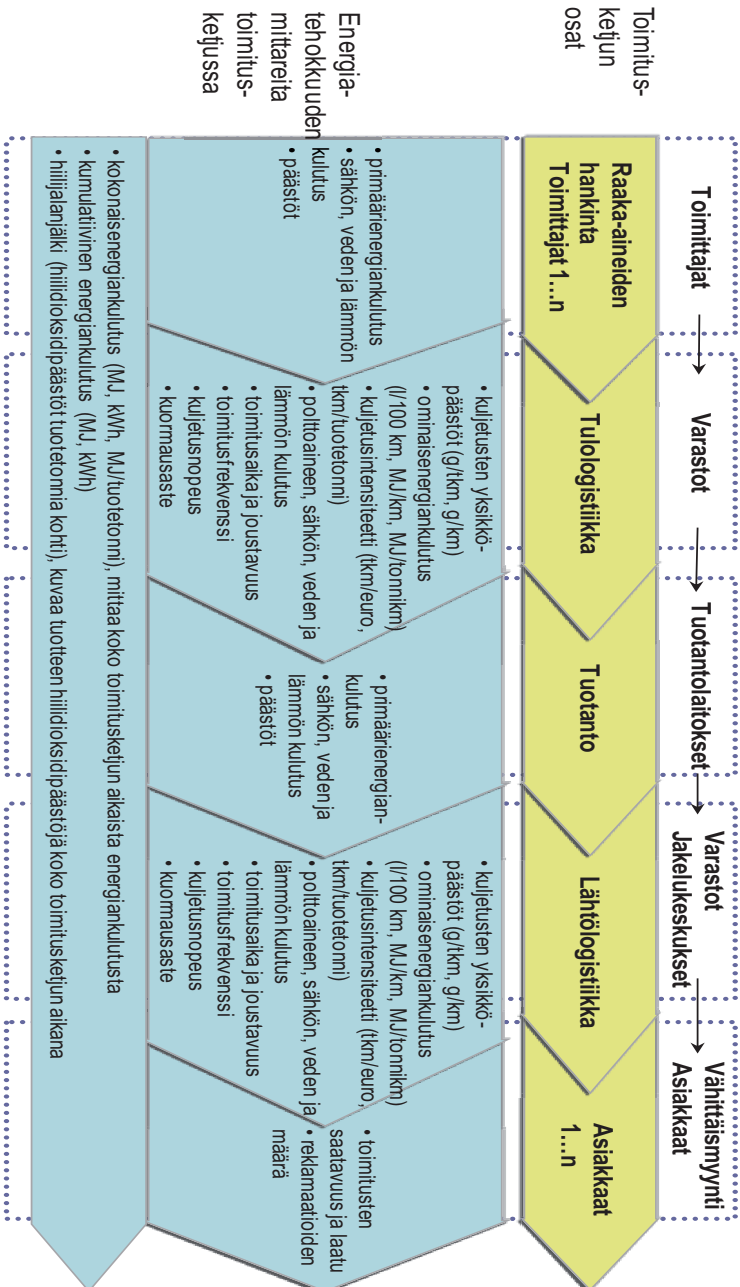 Toimitus-
ketjun
osat
Toimittajat
Varastot
Tuotantolaitokset
Varastot
Jakelukeskukset
Vähittäismyynti
Asiakkaat
Raaka-aineiden
hankinta
Toimittajat 1…n
Tulologistiikka
Tuotanto
Lähtölogistiikka
Asiakkaat
1…n
Energia-
tehokkuuden
mittareita
toimitus-
ketjussa
• primäärienergiankulutus
• sähkön, veden ja lämmön
kulutus
• päästöt
• kuljetusten yksikkö-
päästöt (g/tkm, g/km)
• ominaisenergiankulutus
(l/100 km, MJ/km, MJ/tonnikm)
• kuljetusintensiteetti (tkm/euro,
tkm/tuotetonni)
• polttoaineen, sähkön, veden ja
lämmön kulutus
• toimitusaika ja joustavuus
• toimitusfrekvenssi
• kuljetusnopeus
• kuormausaste
• primäärienergian-
kulutus
• sähkön, veden ja
lämmön kulutus
• päästöt
• kuljetusten yksikkö-
päästöt (g/tkm, g/km)
• ominaisenergiankulutus
(l/100 km, MJ/km, MJ/tonnikm)
• kuljetusintensiteetti (tkm/euro,
tkm/tuotetonni)
• polttoaineen, sähkön, veden ja
lämmön kulutus
• toimitusaika ja joustavuus
• toimitusfrekvenssi
• kuljetusnopeus
• kuormausaste
• toimitusten
saatavuus ja laatu
• reklamaatioiden
määrä
• kokonaisenergiankulutus (MJ, kWh, MJ/tuotetonni), mittaa koko toimitusketjun aikaista energiankulutusta
• kumulatiivinen energiankulutus (MJ, kWh)
• hiilijalanjäki (hiilidioksidipäästöt tuotetonnia kohti), kuvaa tuotteen hiilidioksidipäästöjä koko toimitusketjun aikana